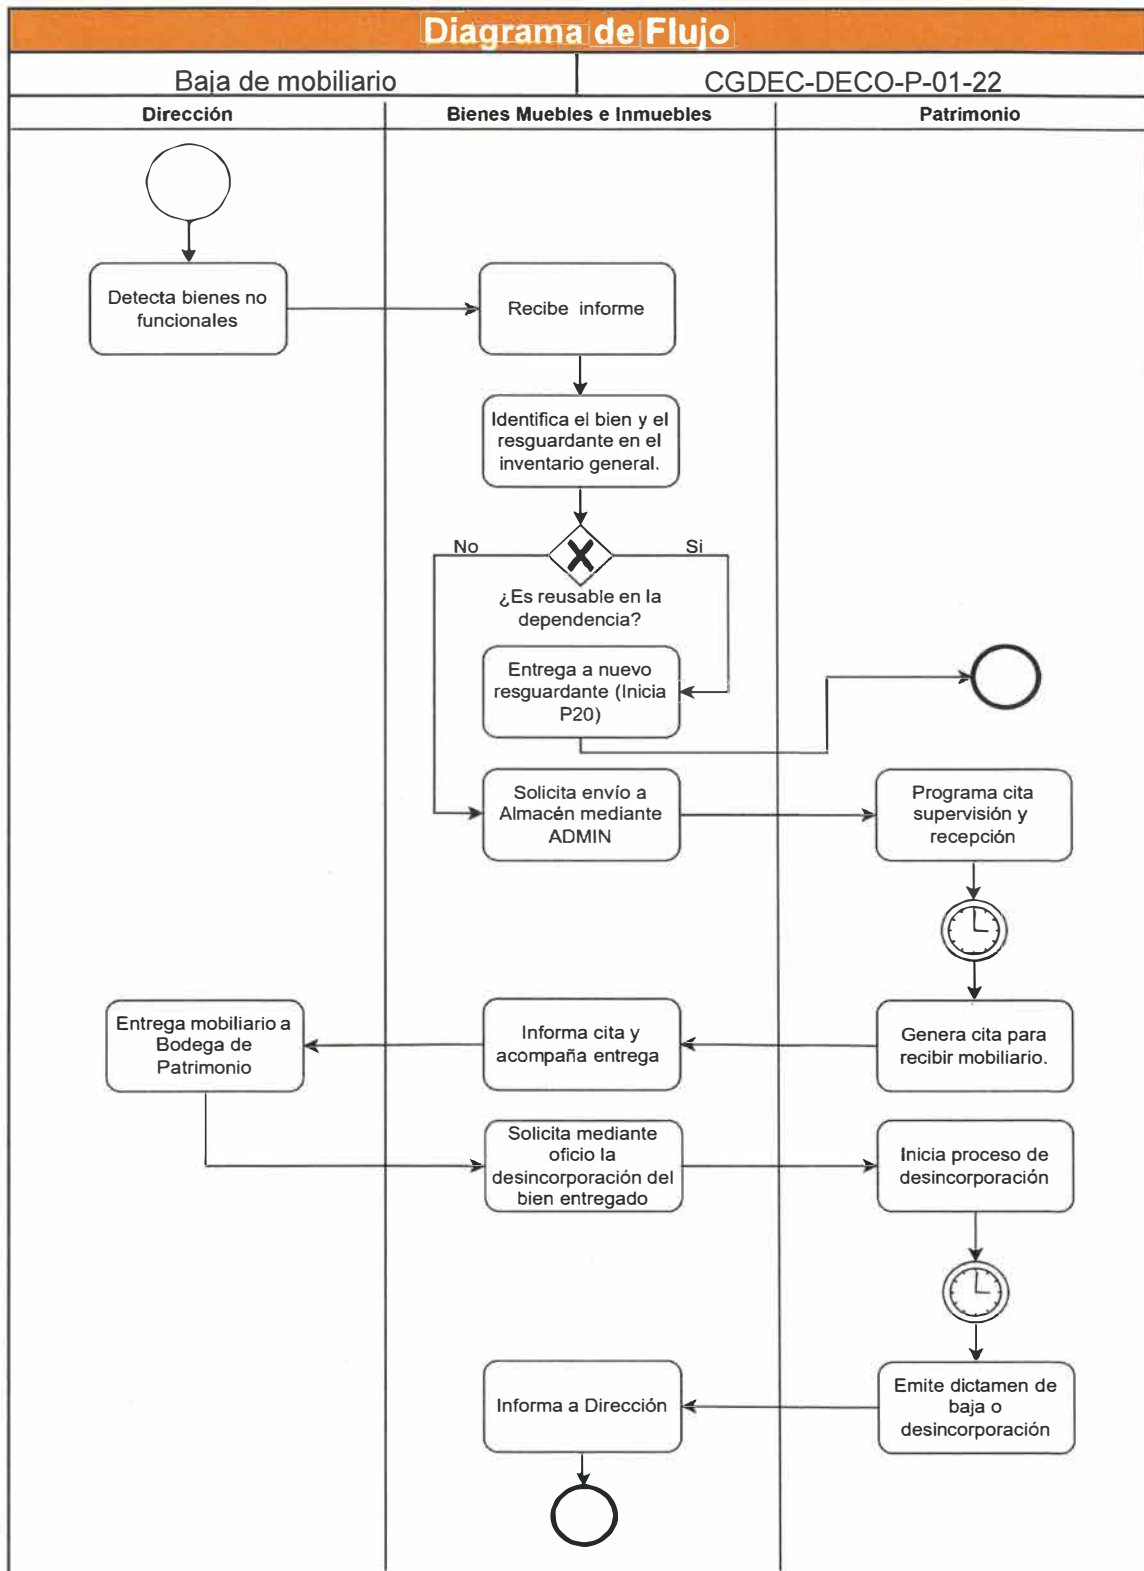 Diagrama de Flujo
Baja de mobiliario
CGDEC-DECO-P-01-22
Dirección
Bienes Muebles e Inmuebles
Patrimonio
Detecta bienes no
funcionales
Recibe informe
Identifica el bien y el
resguardante en el
inventario general.
No
Si
¿Es reusable en la
dependencia?
Entrega a nuevo
resguardante (Inicia
P20)
Solicita envío a
Almacén mediante
ADMIN
Programa cita
supervisión y
recepción
Entrega mobiliario a
Bodega de
Patrimonio
Informa cita y
acompaña entrega
Genera cita para
recibir mobiliario.
Solicita mediante
oficio la
desincorporación del
bien entregado
Inicia proceso de
desincorporación
Informa a Dirección
Emite dictamen de
baja o
desincorporación